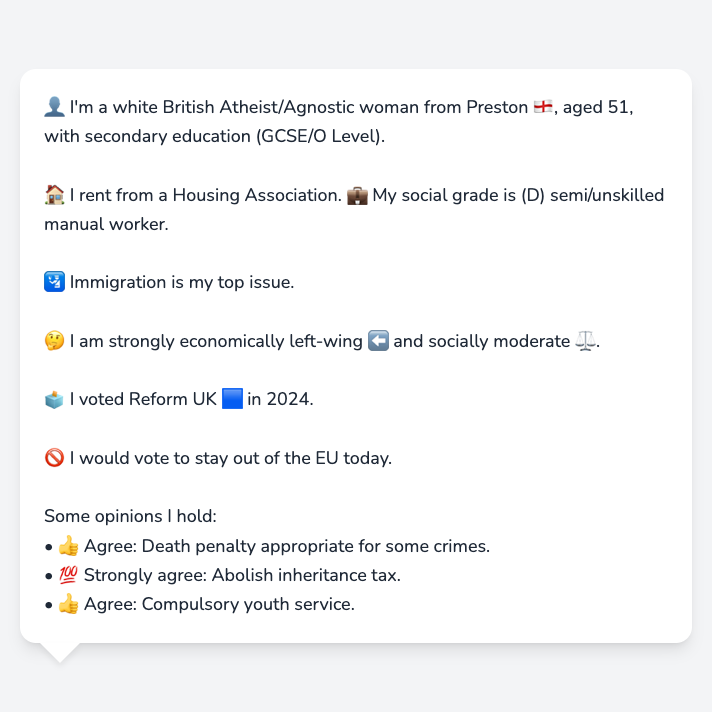 👤 I'm a white British Atheist/Agnostic woman from Preston 🏴󠁧󠁢󠁥󠁮󠁧󠁿, aged 51,
with secondary education (GCSE/O Level).
🏠 I rent from a Housing Association. 💼 My social grade is (D) semi/unskilled
manual worker.
🛂 Immigration is my top issue.
🤔 I am strongly economically left-wing ⬅️ and socially moderate ⚖️.
🗳️ I voted Reform UK 🟦 in 2024.
🚫 I would vote to stay out of the EU today.
Some opinions I hold:
• 👍 Agree: Death penalty appropriate for some crimes.
• 💯 Strongly agree: Abolish inheritance tax.
• 👍 Agree: Compulsory youth service.